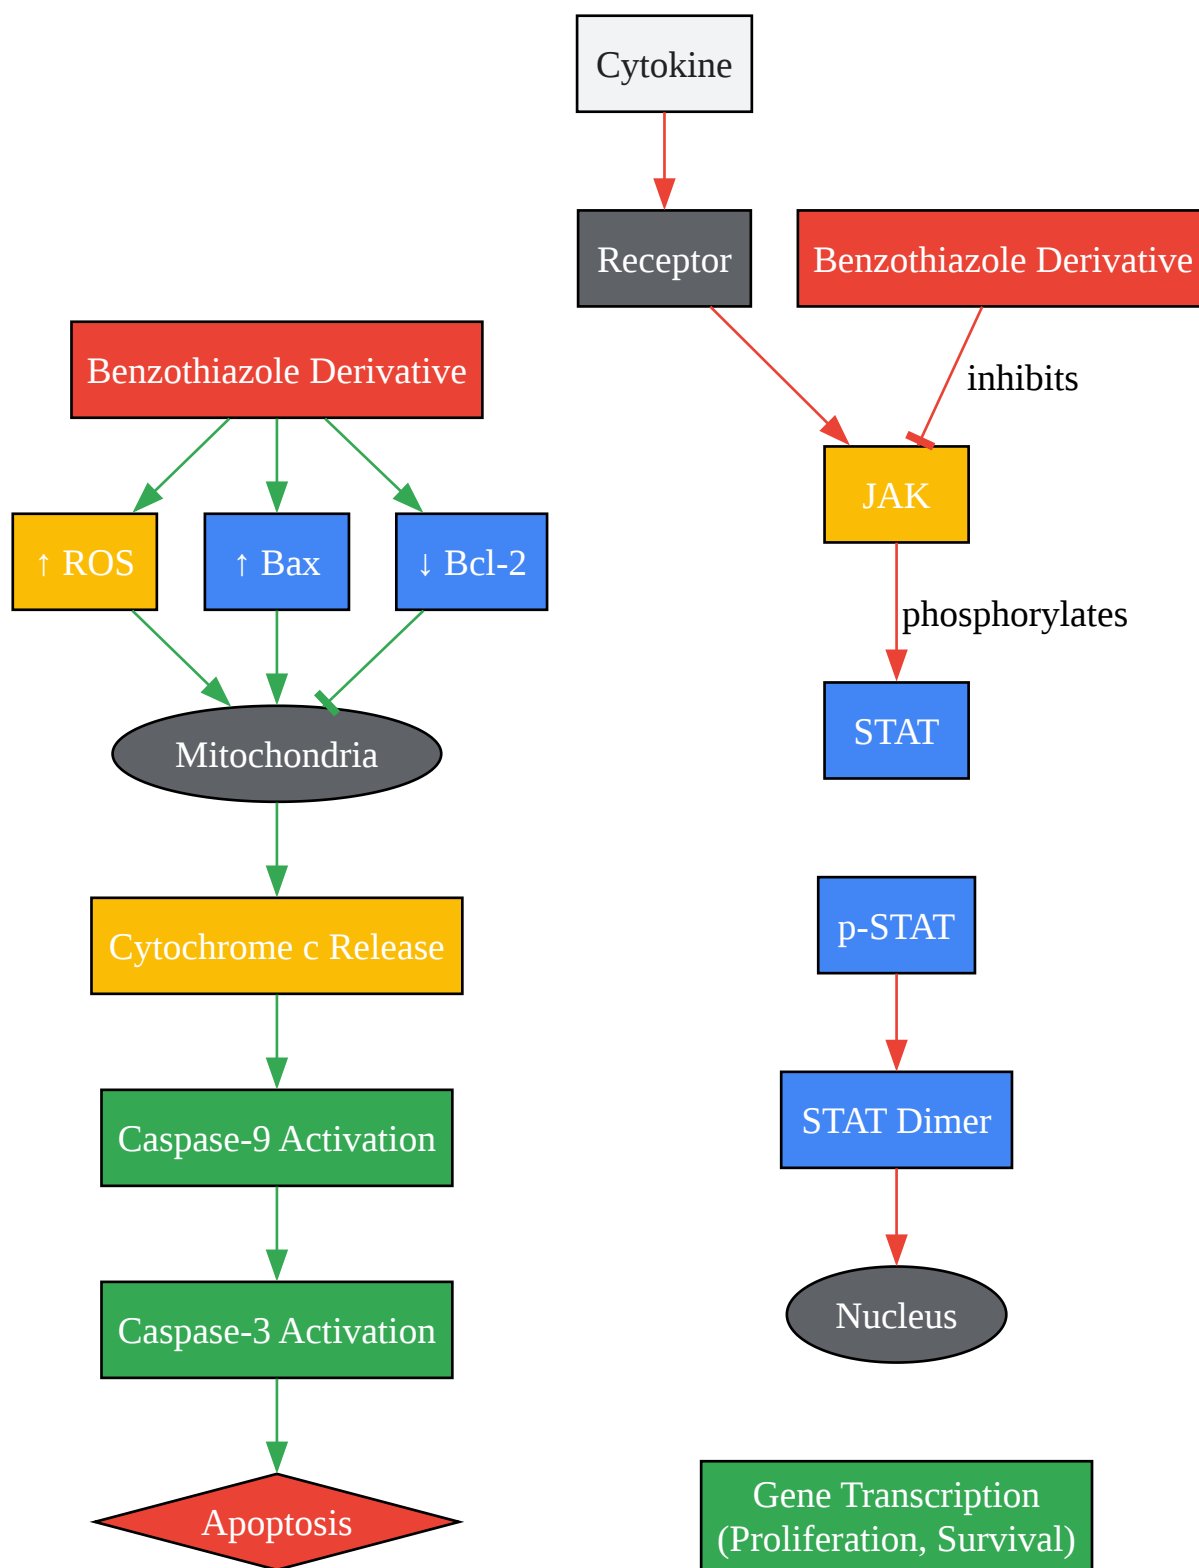 Cytokine
Receptor
Benzothiazole Derivative
inhibits
JAK
phosphorylates
STAT
p-STAT
STAT Dimer
Nucleus
Gene Transcription
(Proliferation, Survival)
Benzothiazole Derivative
↑ ROS
↑ Bax
↓ Bcl-2
Mitochondria
Cytochrome c Release
Caspase-9 Activation
Caspase-3 Activation
Apoptosis